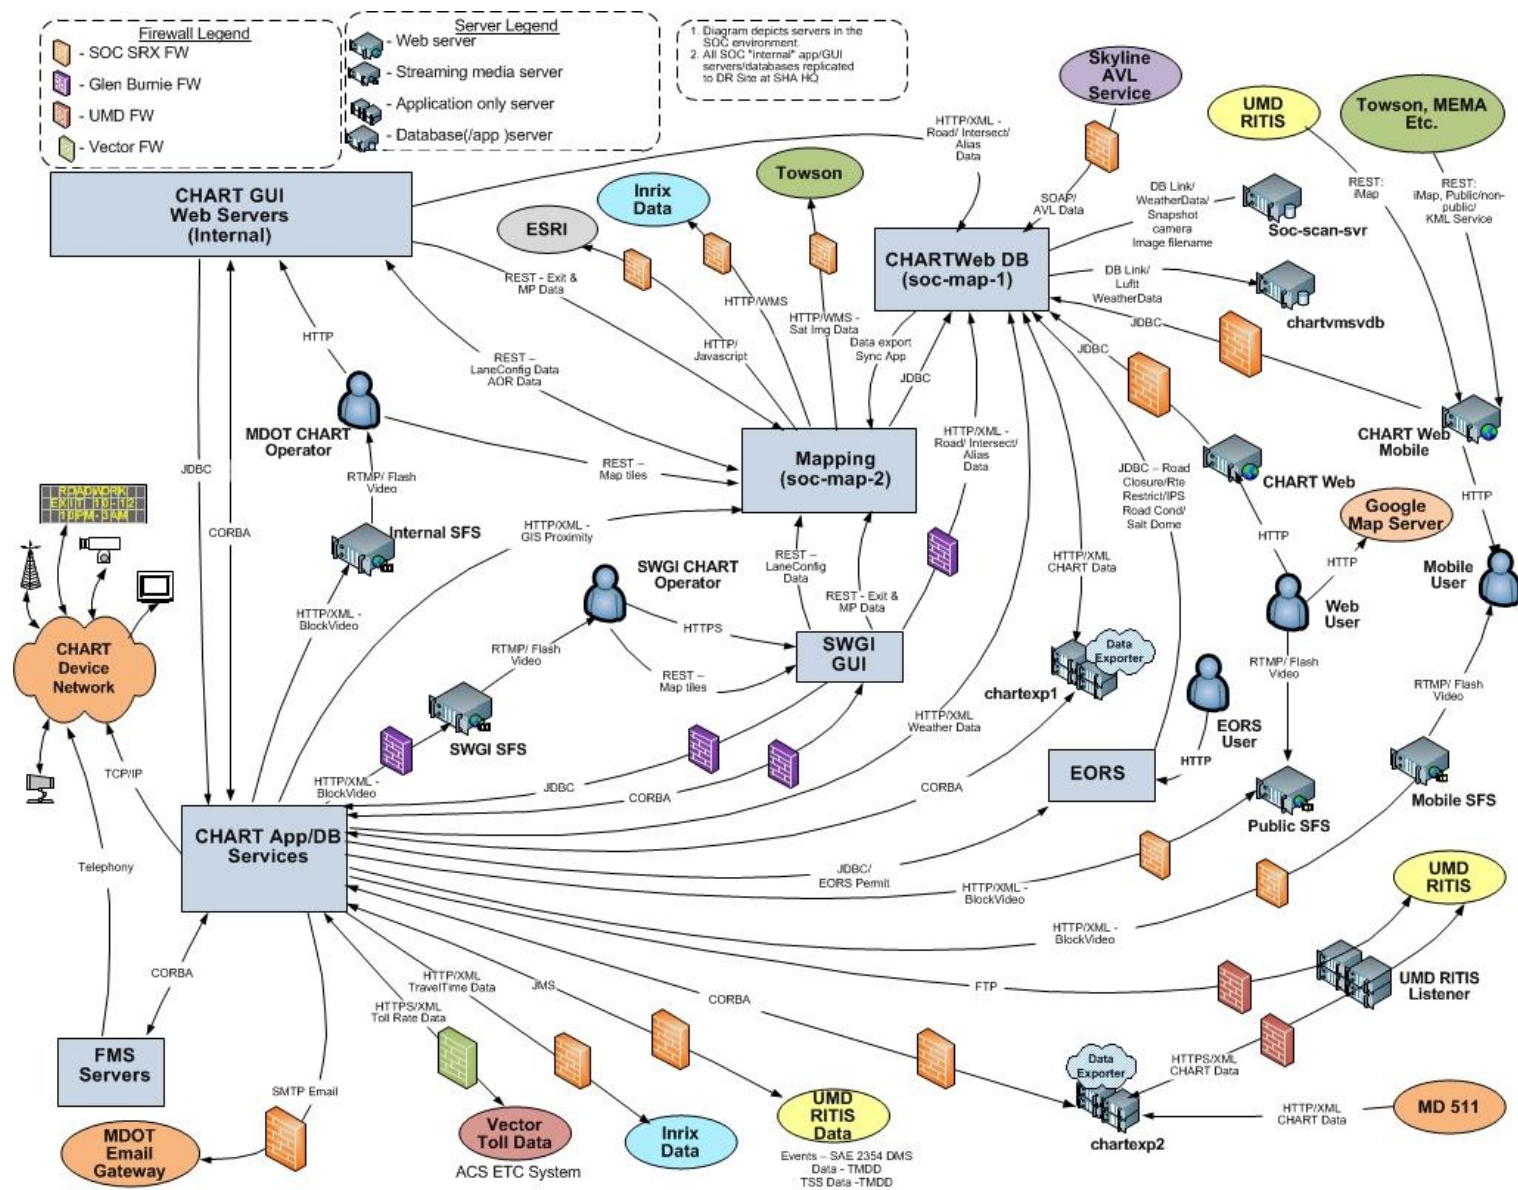 Firewall Legend
- SOC SRX FW
- Glen Burnie FW
- UMD FW
- Vector FW
Server Legend
- Web server
- Streaming media server
- Application only server
- Database(/app )server
1. Diagram depicts servers in the
SOC environment.
2. All SOC "internal" app/GUI
servers/databases replicated
to DR Site at SHA HQ
Skyline
AVL
Service
UMD
RITIS
Towson, MEMA
Etc.
HTTP/XML -
Road/ Intersect/
Alias
Data
CHART GUI
Web Servers
(Internal)
Inrix
Data
Towson
ESRI
SOAP/
AVL Data
DB Link/
WeatherData/
Snapshot
camera
Image filename
Soc-scan-svr
REST:
iMap
REST:
iMap, Public/non-
public/
KML Service
CHARTWeb DB
(soc-map-1)
DB Link/
Luftt
WeatherData
chartvmsvdb
REST - Exit &
MP Data
HTTP/WMS
HTTP/WMS -
Sat Img Data
HTTP/
Javascript
Data export
Sync App
JDBC
JDBC
JDBC
HTTP
REST –
LaneConfig Data
AOR Data
MDOT CHART
Operator
REST –
Map tiles
Mapping
(soc-map-2)
HTTP/XML -
Road/ Intersect/
Alias
Data
CHART Web
Mobile
CHART Web
JDBC – Road
Closure/Rte
Restrict/IPS
Road Cond/
Salt Dome
HTTP
Google
Map Server
JDBC
RTMP/ Flash
Video
ROADWORK
EXIT 10-12
10PM-3AM
CORBA
Internal SFS
HTTP/XML -
GIS Proximity
REST –
LaneConfig
Data
SWGI CHART
Operator
REST - Exit &
MP Data
HTTP/XML
CHART Data
HTTP
HTTP
Mobile
User
Web
User
HTTP/XML -
BlockVideo
HTTPS
SWGI
GUI
Data
Exporter
chartexp1
CHART
Device
Network
RTMP/ Flash
Video
REST –
Map tiles
RTMP/ Flash
Video
RTMP/ Flash
Video
SWGI SFS
HTTP/XML
Weather Data
EORS
User
HTTP
TCP/IP
HTTP/XML -
BlockVideo
JDBC
CORBA
CORBA
EORS
Public SFS
Mobile SFS
CHART App/DB
Services
Telephony
JDBC/
EORS Permit
HTTP/XML -
BlockVideo
UMD
RITIS
HTTP/XML -
BlockVideo
CORBA
HTTP/XML
TravelTime Data
JMS
CORBA
FTP
UMD RITIS
Listener
HTTPS/XML
Toll Rate Data
FMS
Servers
SMTP Email
Data
Exporter
HTTPS/XML
CHART Data
chartexp2
HTTP/XML
CHART Data
MD 511
MDOT
Email
Gateway
Vector
Toll Data
ACS ETC System
Inrix
Data
UMD
RITIS
Data
Events – SAE 2354 DMS
Data - TMDD
TSS Data -TMDD